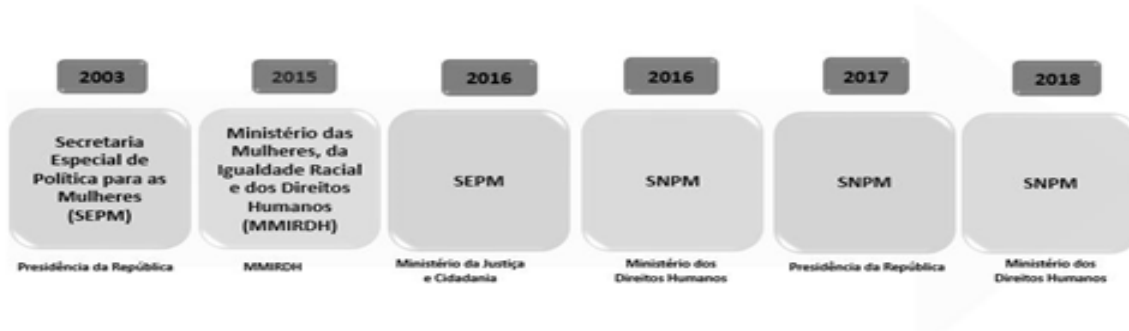 2003
Secretaria
Especial de
Política para as
Mulheres
(SEPM)
Presidência da República
2015
Ministério das
Mulheres, da
Igualdade Racial
e dos Direitos
Humanos
(MMIRDH)
MMIRDH
2016
SEPM
Ministério da Justiça
e Cidadania
2016
SNPM
Ministério dos
Direitos Humanos
2017
SNPM
Presidência da República
2018
SNPM
Ministério dos
Direitos Humanos